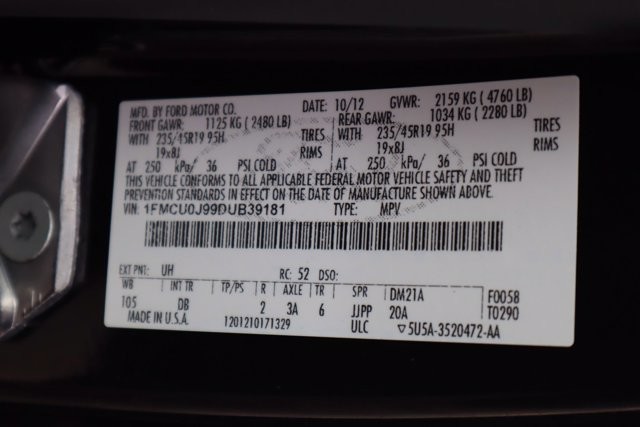 MFD. BY FORD MOTOR CO. DATE: 10/12 GVWR: 2159 KG ( 4760 LB)
FRONT GAWR: 1125 KG ( 2480 LB) REAR GAWR: 1034 KG ( 2280 LB)
WITH 235/45R19 95H TIRES WITH 235/45R19 95H TIRES
19x8J RIMS 19x8J RIMS
AT 250 kPa/ 36 PSI COLD AT 250 kPa/ 36 PSI COLD
THIS VEHICLE CONFORMS TO ALL APPLICABLE FEDERAL MOTOR VEHICLE SAFETY AND THEFT
PREVENTION STANDARDS IN EFFECT ON THE DATE OF MANUFACTURE SHOWN ABOVE.
VIN: 1FMCU0J99DUB39181 TYPE: MPV
EXT PNT: UH RC: 52 DSO:
WB INT TR TP/PS R AXLE TR SPR DM21A F0058
105 DB 2 3A 6 JJPP 20A T0290
MADE IN U.S.A. 1201210171329 ULC ▽5U5A-3520472-AA